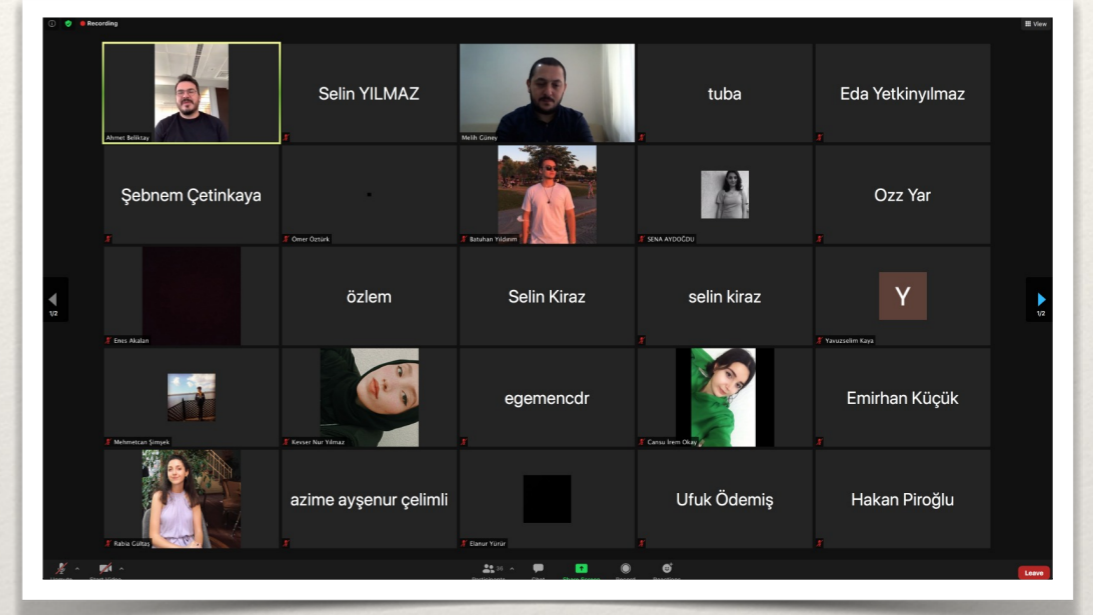 Recording
View
Ahmet Beliktay
Selin YILMAZ
Melih Güney
tuba
Eda Yetkinyılmaz
Şebnem Çetinkaya
Ömer Öztürk
Batuhan Yıldırım
SENA AYDOĞDU
Ozz Yar
1/2
Enes Akalan
özlem
Selin Kiraz
selin kiraz
Y
Yavuzselim Kaya
1/2
Mehmetcan Şimşek
Kevser Nur Yılmaz
egemencdr
Cansu İrem Okay
Emirhan Küçük
Rabia Gültaş
azime ayşenur çelimli
Elanur Yürür
Ufuk Ödemiş
Hakan Piroğlu
Leave